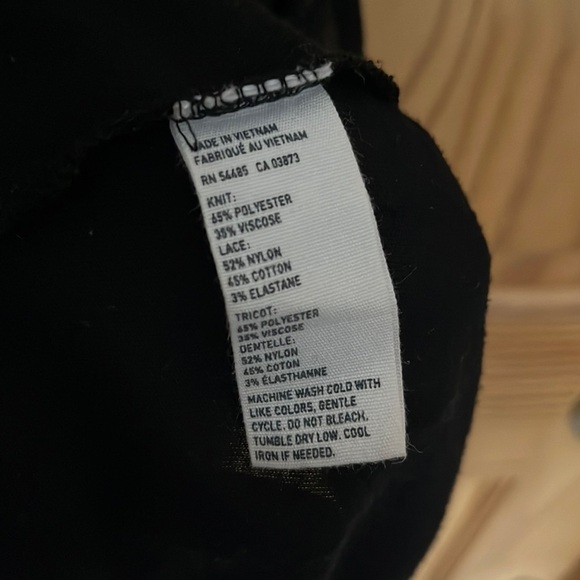 MADE IN VIETNAM
FABRIQUÉ AU VIETNAM
RN 54485 CA 03873
KNIT:
65% POLYESTER
35% VISCOSE
LACE:
52% NYLON
45% COTTON
3% ELASTANE
TRICOT:
65% POLYESTER
35% VISCOSE
DENTELLE:
52% NYLON
45% COTON
3% ÉLASTHANNE
MACHINE WASH COLD WITH
LIKE COLORS, GENTLE
CYCLE. DO NOT BLEACH.
TUMBLE DRY LOW. COOL
IRON IF NEEDED.